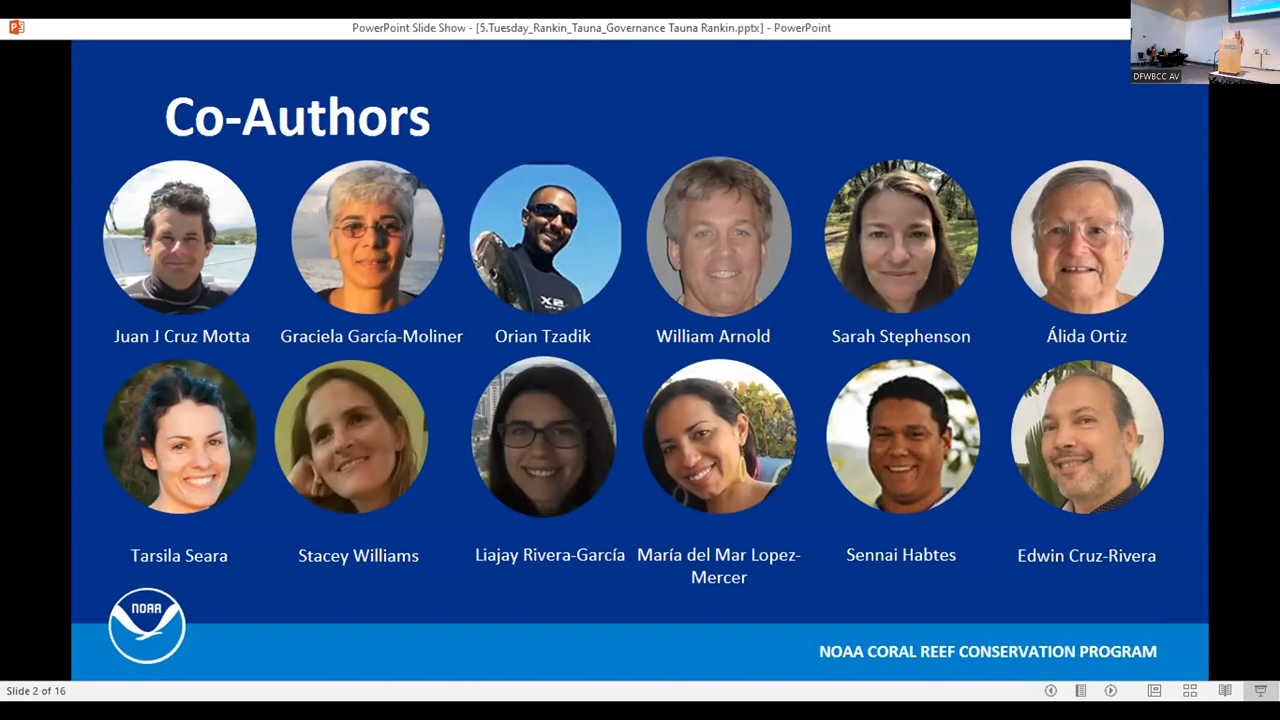 PowerPoint Slide Show - [5.Tuesday_Rankin_Tauna_Governance Tauna Rankin.pptx] - PowerPoint
DFWBCC AV
Co-Authors
Juan J Cruz Motta
Graciela García-Moliner
Orian Tzadik
William Arnold
Sarah Stephenson
Álida Ortiz
Tarsila Seara
Stacey Williams
Liajay Rivera-García
María del Mar Lopez-
Mercer
Sennai Habtes
Edwin Cruz-Rivera
NOAA
NOAA CORAL REEF CONSERVATION PROGRAM
Slide 2 of 16